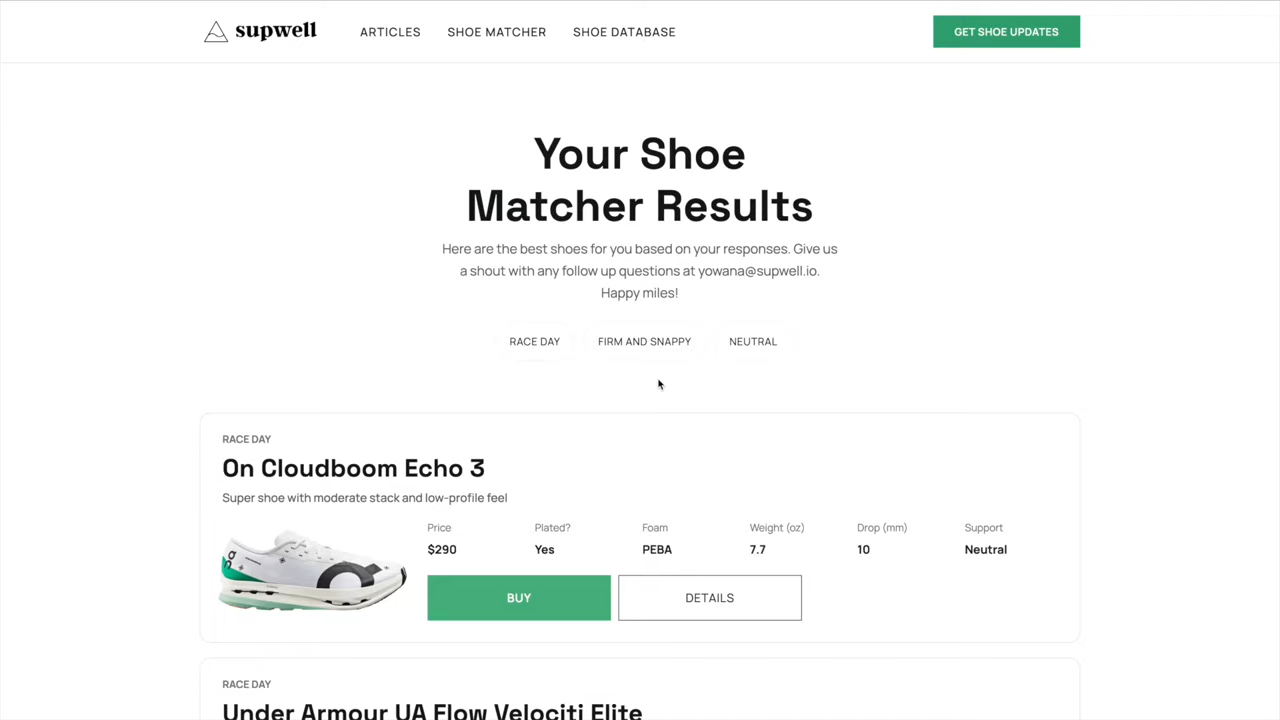 supwell
ARTICLES SHOE MATCHER SHOE DATABASE
GET SHOE UPDATES
Your Shoe
Matcher Results
Here are the best shoes for you based on your responses. Give us
a shout with any follow up questions at yowana@supwell.io.
Happy miles!
RACE DAY FIRM AND SNAPPY NEUTRAL
RACE DAY
On Cloudboom Echo 3
Super shoe with moderate stack and low-profile feel
Price Plated? Foam Weight (oz) Drop (mm) Support
$290 Yes PEBA 7.7 10 Neutral
BUY DETAILS
RACE DAY
Under Armour UA Flow Velociti Elite